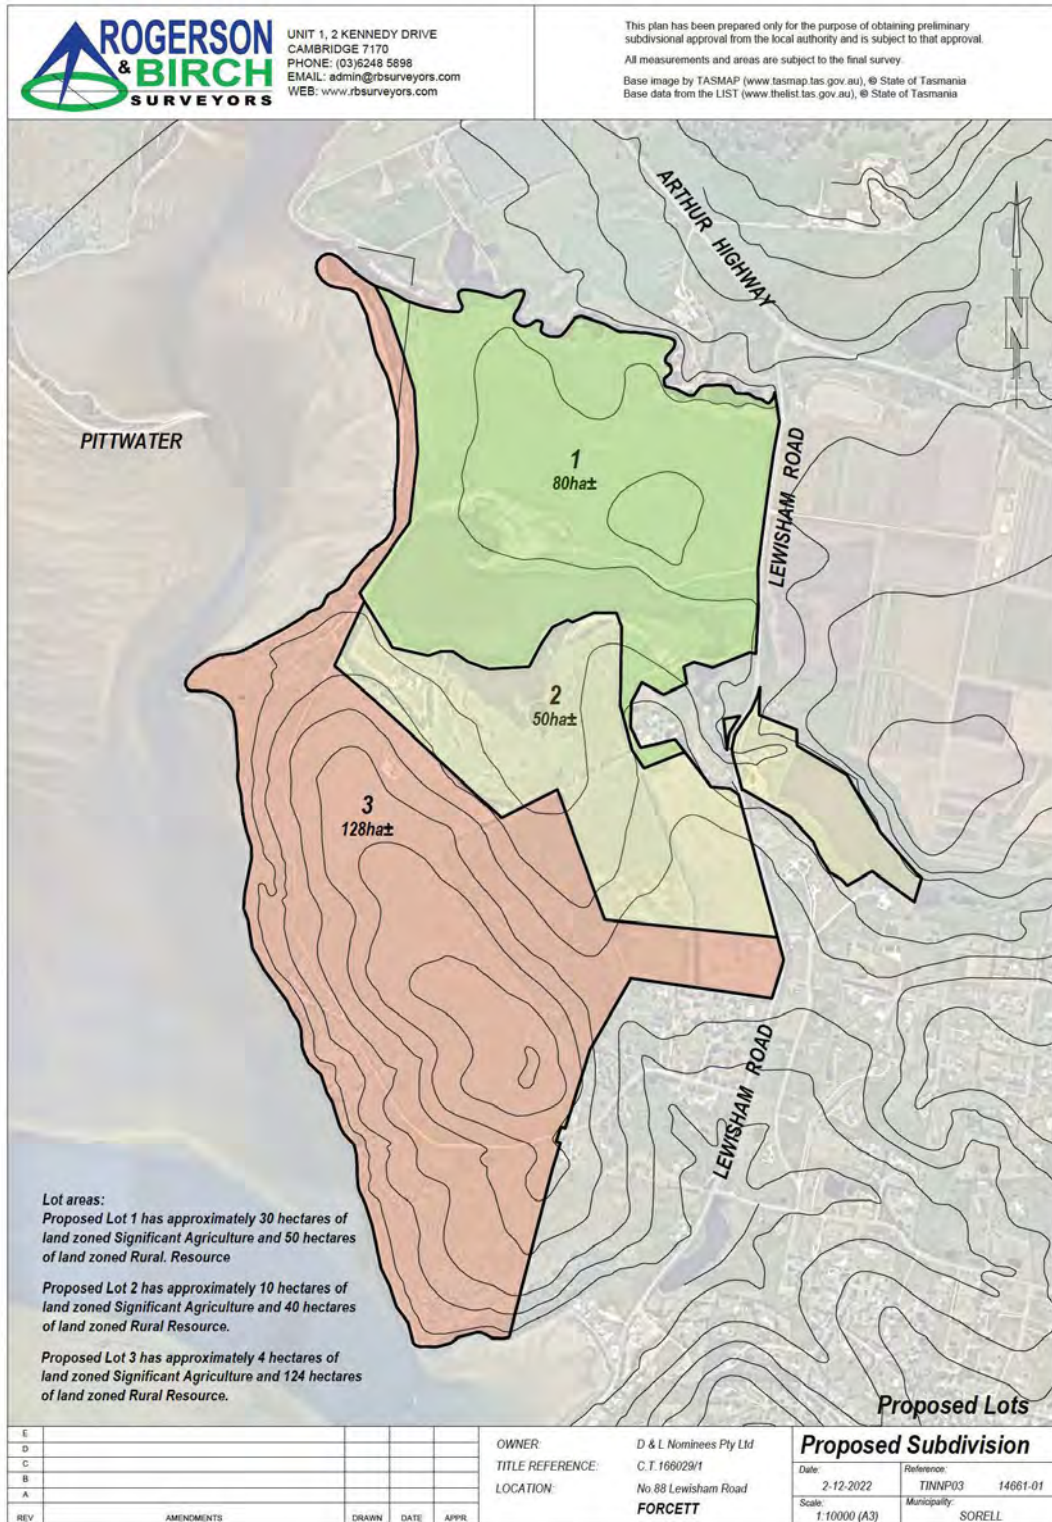 ROGERSON
& BIRCH
SURVEYORS
UNIT 1, 2 KENNEDY DRIVE
CAMBRIDGE 7170
PHONE: (03)6248 5898
EMAIL: admin@rbsurveyors.com
WEB: www.rbsurveyors.com
This plan has been prepared only for the purpose of obtaining preliminary
subdivsional approval from the local authority and is subject to that approval.
All measurements and areas are subject to the final survey.
Base image by TASMAP (www.tasmap.tas.gov.au), © State of Tasmania
Base data from the LIST (www.thelist.tas.gov.au), © State of Tasmania
ARTHUR HIGHWAY
N
PITTWATER
1
80ha±
LEWISHAM ROAD
2
50ha±
3
128ha±
LEWISHAM ROAD
Lot areas:
Proposed Lot 1 has approximately 30 hectares of
land zoned Significant Agriculture and 50 hectares
of land zoned Rural. Resource
Proposed Lot 2 has approximately 10 hectares of
land zoned Significant Agriculture and 40 hectares
of land zoned Rural Resource.
Proposed Lot 3 has approximately 4 hectares of
land zoned Significant Agriculture and 124 hectares
of land zoned Rural Resource.
Proposed Lots
E
D
C
B
A
REV AMENDMENTS DRAWN DATE APPR.
OWNER: D & L Nominees Pty Ltd
TITLE REFERENCE: C.T.166029/1
LOCATION: No.88 Lewisham Road
FORCETT
Proposed Subdivision
Date: Reference:
2-12-2022 TINNP03 14661-01
Scale: Municipality:
1:10000 (A3) SORELL